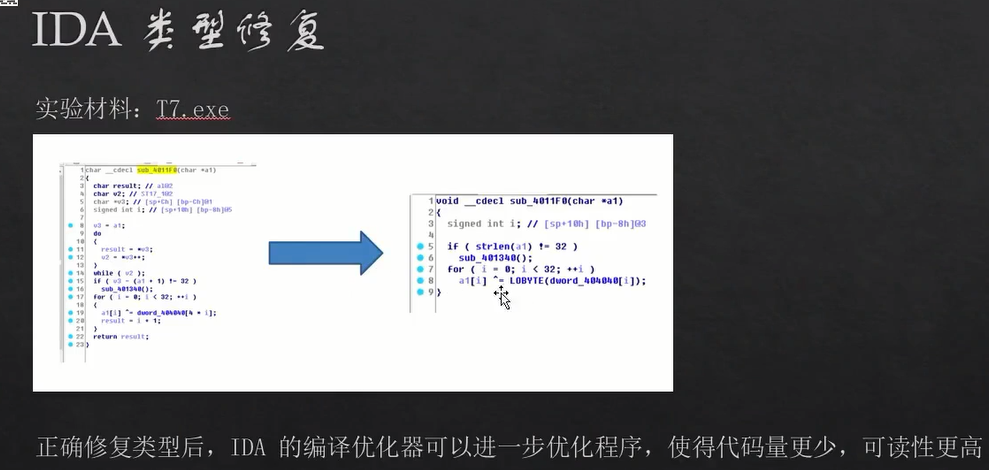 IDA 类型修复
实验材料: T7.exe
1 char __cdecl sub_4011F0(char *a1)
2 {
3 char result; // al@2
4 char v2; // ST17_1@2
5 char *v3; // [sp+Ch] [bp-Ch]@1
6 signed int i; // [sp+10h] [bp-8h]@5
7
8 v3 = a1;
9 do
10 {
11 result = *v3;
12 v2 = *v3++;
13 }
14 while ( v2 );
15 if ( v3 - (a1 + 1) != 32 )
16 sub_401340();
17 for ( i = 0; i < 32; ++i )
18 {
19 a1[i] ^= dword_404040[4 * i];
20 result = i + 1;
21 }
22 return result;
23 }
1 void __cdecl sub_4011F0(char *a1)
2 {
3 signed int i; // [sp+10h] [bp-8h]@3
4
5 if ( strlen(a1) != 32 )
6 sub_401340();
7 for ( i = 0; i < 32; ++i )
8 a1[i] ^= LOBYTE(dword_404040[i]);
9 }
正确修复类型后，IDA 的编译优化器可以进一步优化程序，使得代码量更少，可读性更高